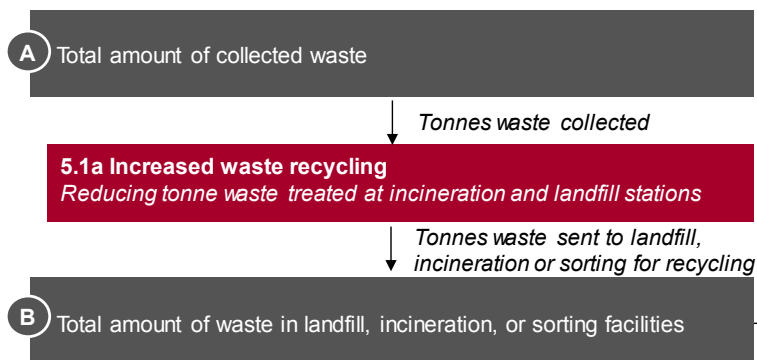 A
Total amount of collected waste
Tonnes waste collected
5.1a Increased waste recycling
Reducing tonne waste treated at incineration and landfill stations
Tonnes waste sent to landfill,
incineration or sorting for recycling
B
Total amount of waste in landfill, incineration, or sorting facilities